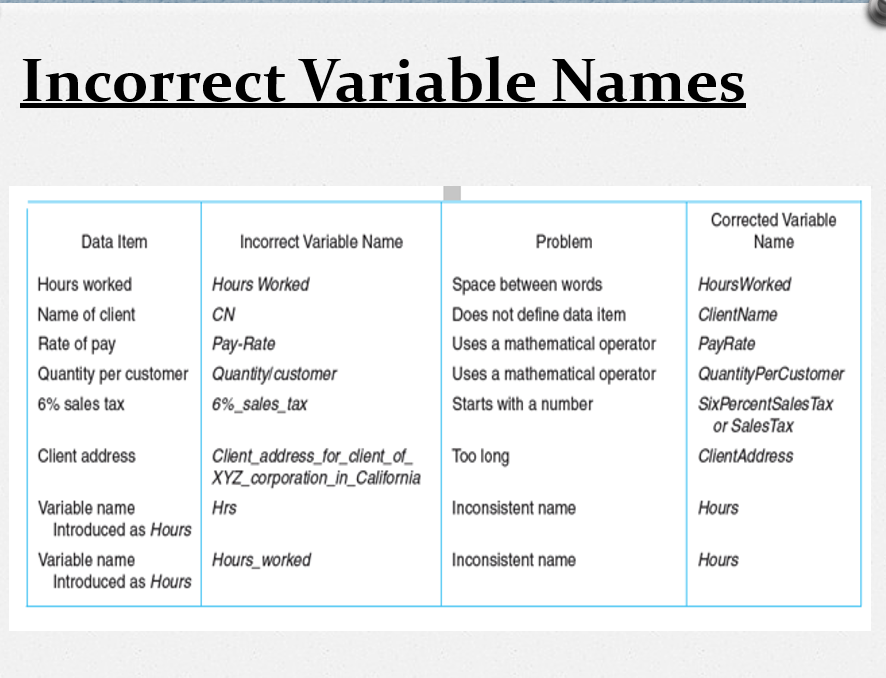 Incorrect Variable Names
Data Item Incorrect Variable Name Problem Corrected Variable Name
Hours worked Hours Worked Space between words HoursWorked
Name of client CN Does not define data item ClientName
Rate of pay Pay-Rate Uses a mathematical operator PayRate
Quantity per customer Quantity/customer Uses a mathematical operator QuantityPerCustomer
6% sales tax 6%_sales_tax Starts with a number SixPercentSalesTax
or SalesTax
Client address Client_address_for_client_of_ Too long ClientAddress
XYZ_corporation_in_California
Variable name Hrs Inconsistent name Hours
Introduced as Hours
Variable name Hours_worked Inconsistent name Hours
Introduced as Hours